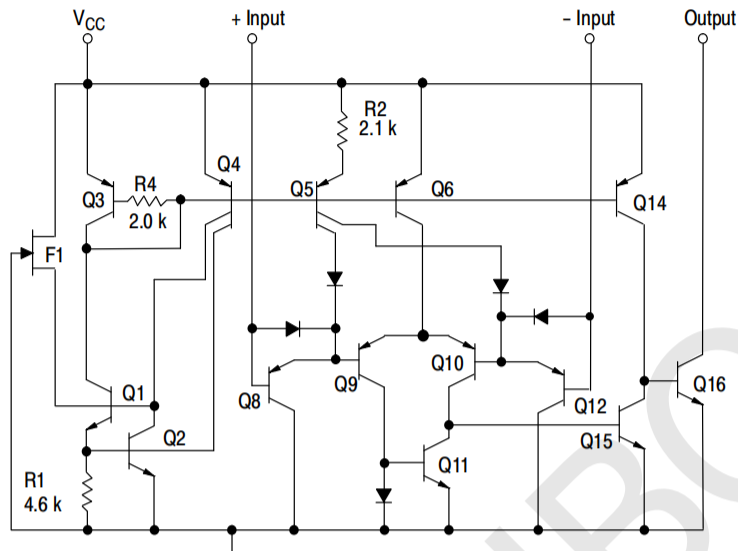 VCC
+ Input
– Input
Output
R2
2.1 k
Q4
Q3
R4
2.0 k
Q5
Q6
Q14
F1
Q1
Q2
Q8
Q9
Q10
Q12
Q16
Q15
Q11
R1
4.6 k